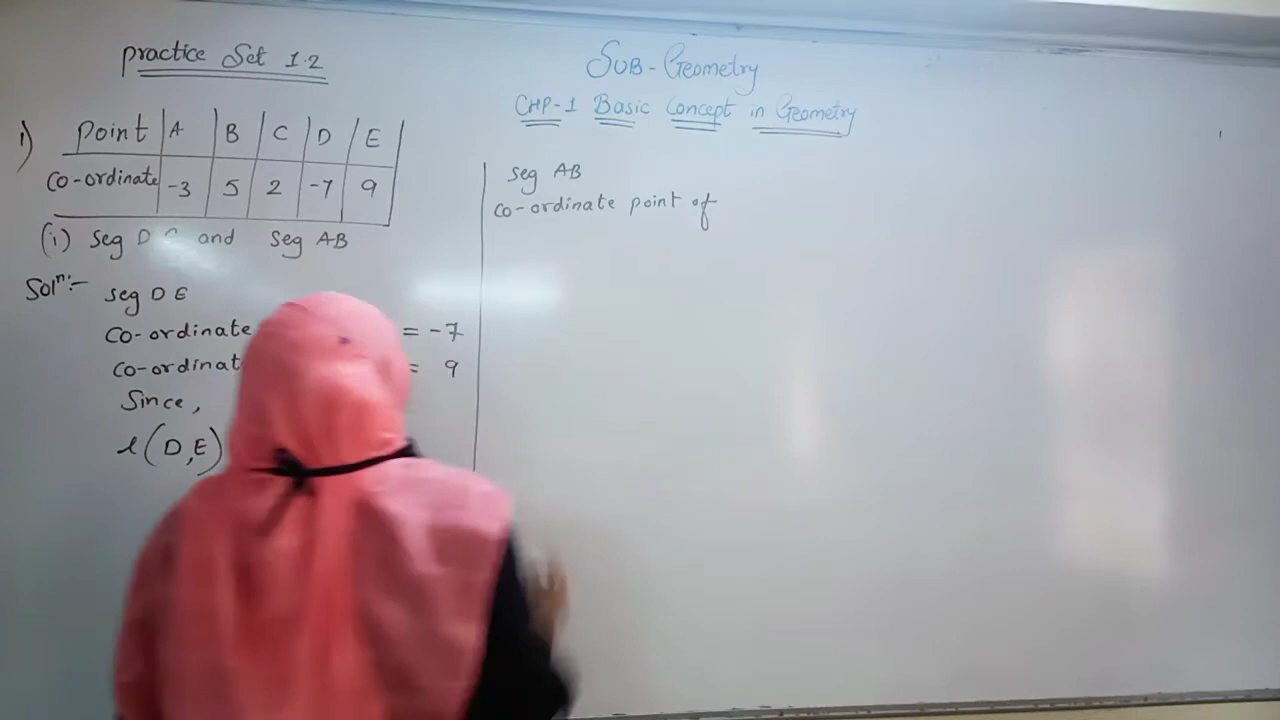 practice Set 1.2
SUB-Geometry
CHP-1 Basic Concept in Geometry
1)
Point A B C D E
Co-ordinate -3 5 2 -7 9
(i) seg D and seg AB
Solⁿ:- seg D E
Co-ordinate = -7
Co-ordinat = 9
Since,
l(D,E)
seg AB
Co-ordinate point of